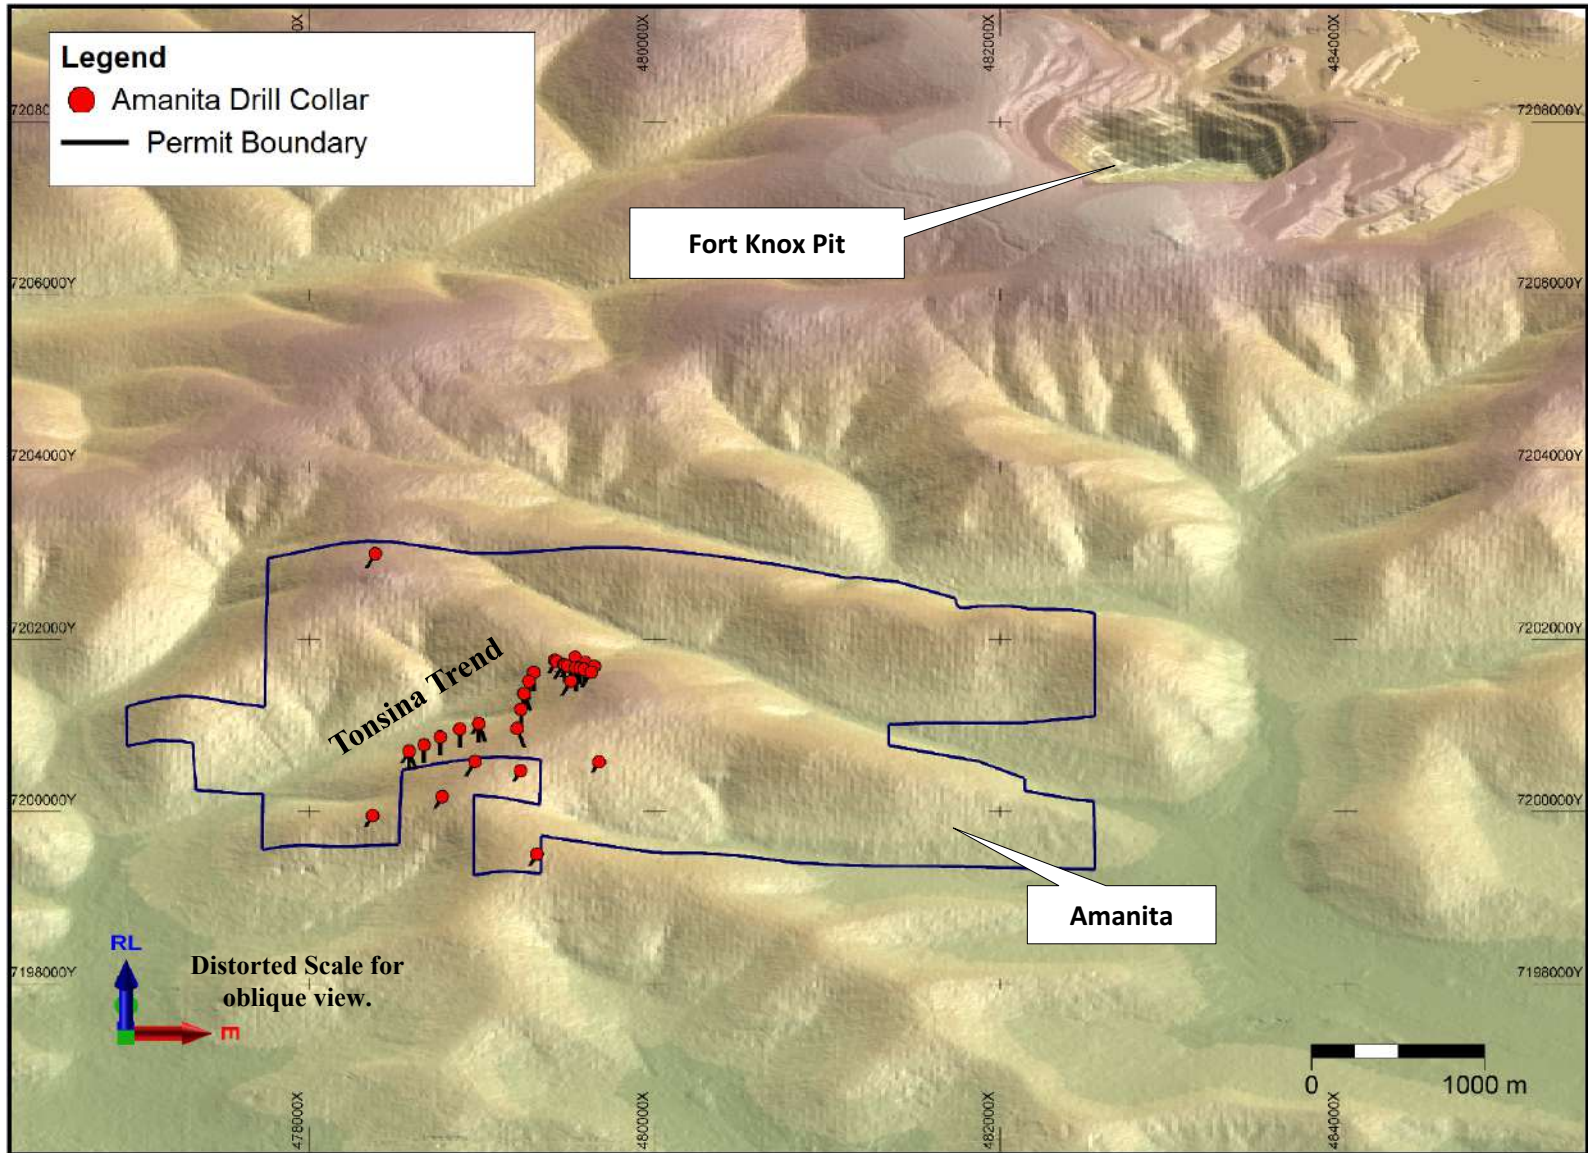 Legend
Amanita Drill Collar
Permit Boundary
0X
480000X
482000X
484000X
7208000Y
7208
Fort Knox Pit
7206000Y
7206000Y
7204000Y
7204000Y
7202000Y
7202000Y
Tonsina Trend
7200000Y
7200000Y
Amanita
RL
E
Distorted Scale for
oblique view.
7198000Y
7198000Y
0
1000 m
478000X
480000X
482000X
484000X